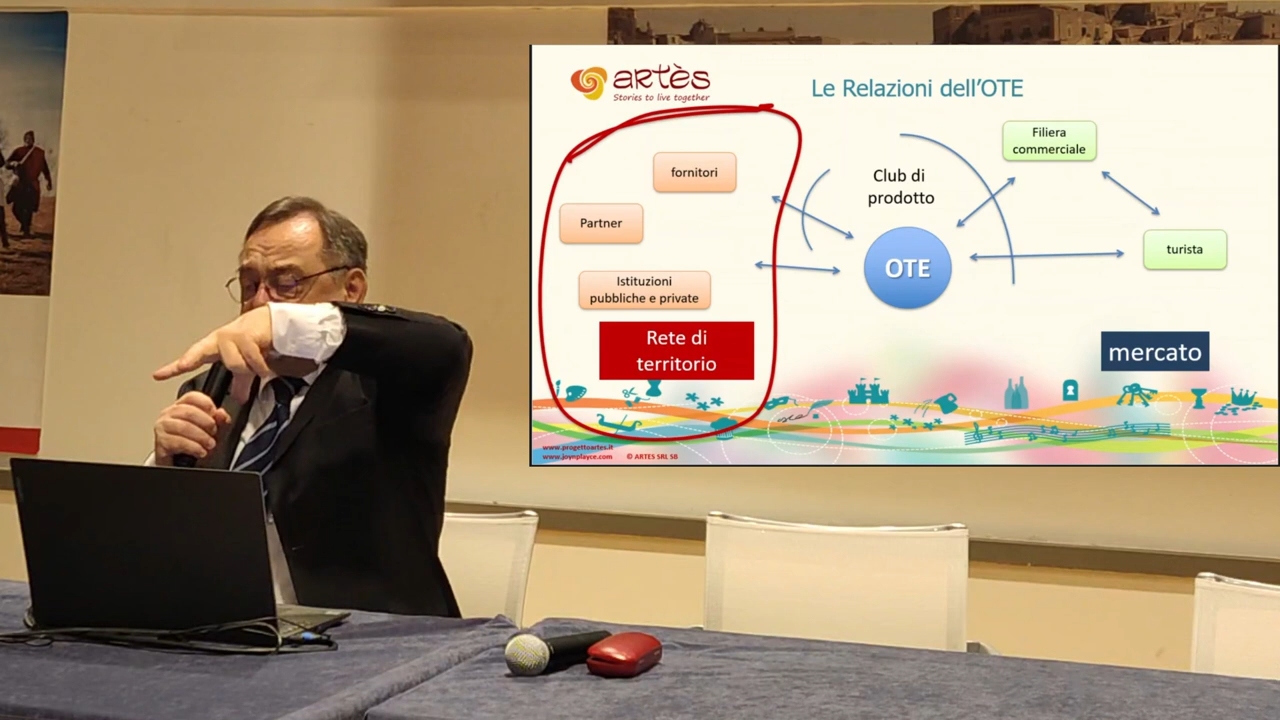 artès
Stories to live together
Le Relazioni dell'OTE
fornitori
Partner
Istituzioni
pubbliche e private
Rete di
territorio
Club di
prodotto
OTE
Filiera
commerciale
turista
mercato
www.progettoartes.it
www.joynplayce.com © ARTES SRL SB